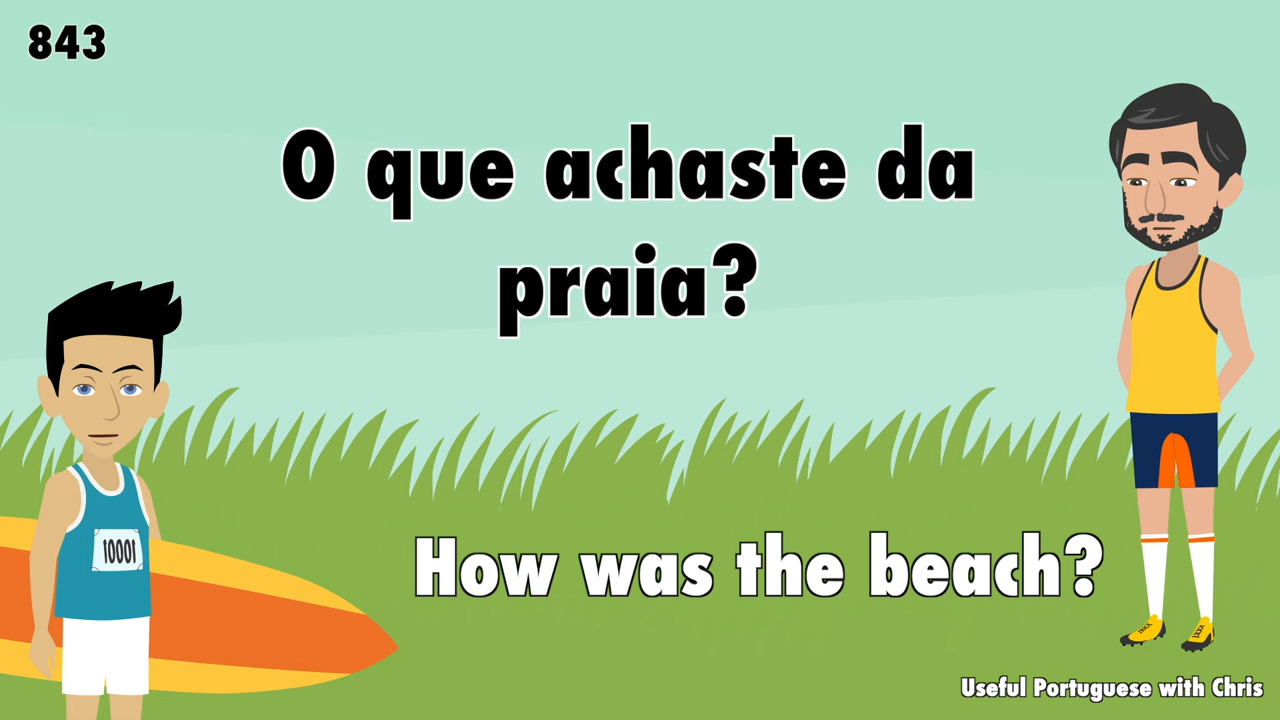 843
O que achaste da
praia?
10001
How was the beach?
Useful Portuguese with Chris